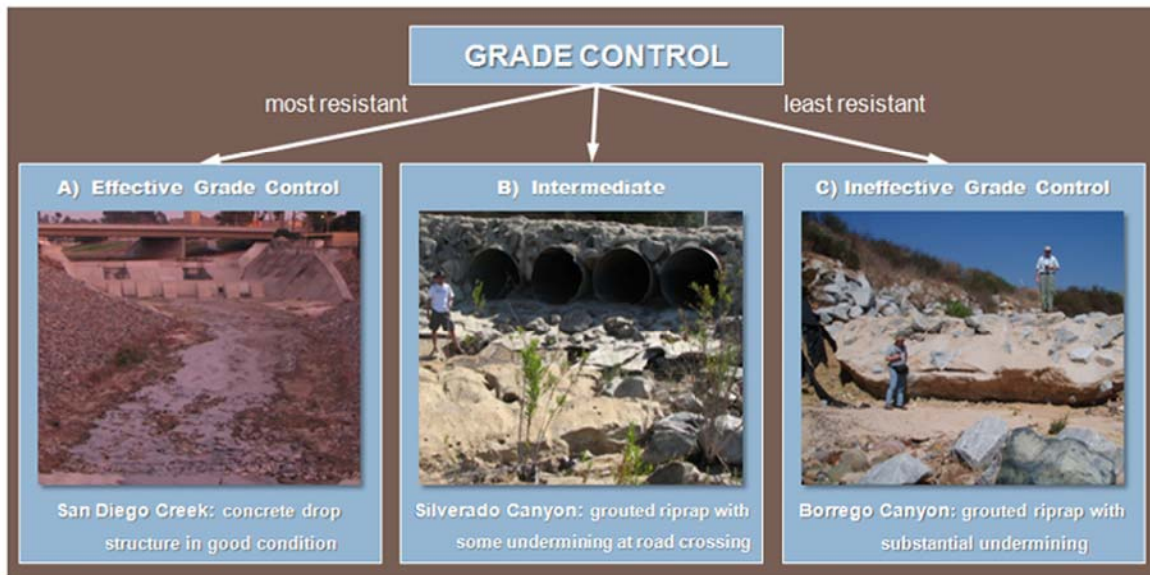 GRADE CONTROL
most resistant
least resistant
A) Effective Grade Control
San Diego Creek: concrete drop
structure in good condition
B) Intermediate
Silverado Canyon: grouted riprap with
some undermining at road crossing
C) Ineffective Grade Control
Borrego Canyon: grouted riprap with
substantial undermining